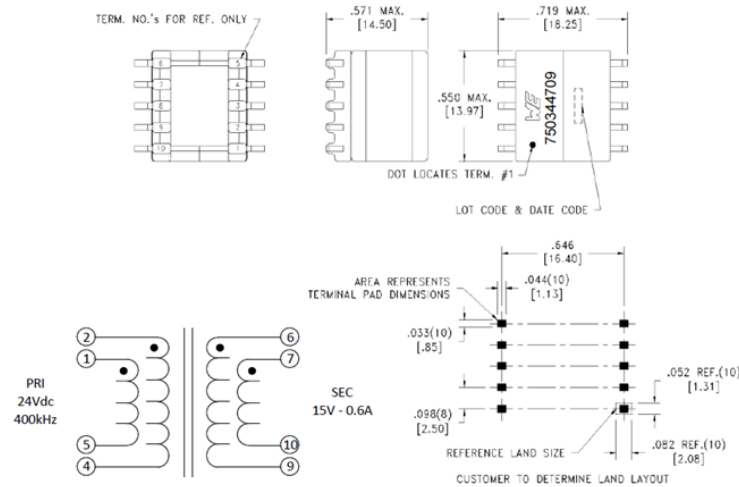 TERM. NO.'s FOR REF. ONLY
.571 MAX.
[14.50]
.719 MAX.
[18.25]
6
5
7
4
8
3
9
2
10
1
.550 MAX.
[13.97]
WE
750344709
DOT LOCATES TERM. #1
LOT CODE & DATE CODE
.646
[16.40]
AREA REPRESENTS
TERMINAL PAD DIMENSIONS
.044(10)
[1.13]
.033(10)
[.85]
.052 REF.(10)
[1.31]
.098(8)
[2.50]
REFERENCE LAND SIZE
.082 REF.(10)
[2.08]
CUSTOMER TO DETERMINE LAND LAYOUT
2
1
6
7
PRI
24Vdc
400kHz
SEC
15V - 0.6A
5
4
10
9